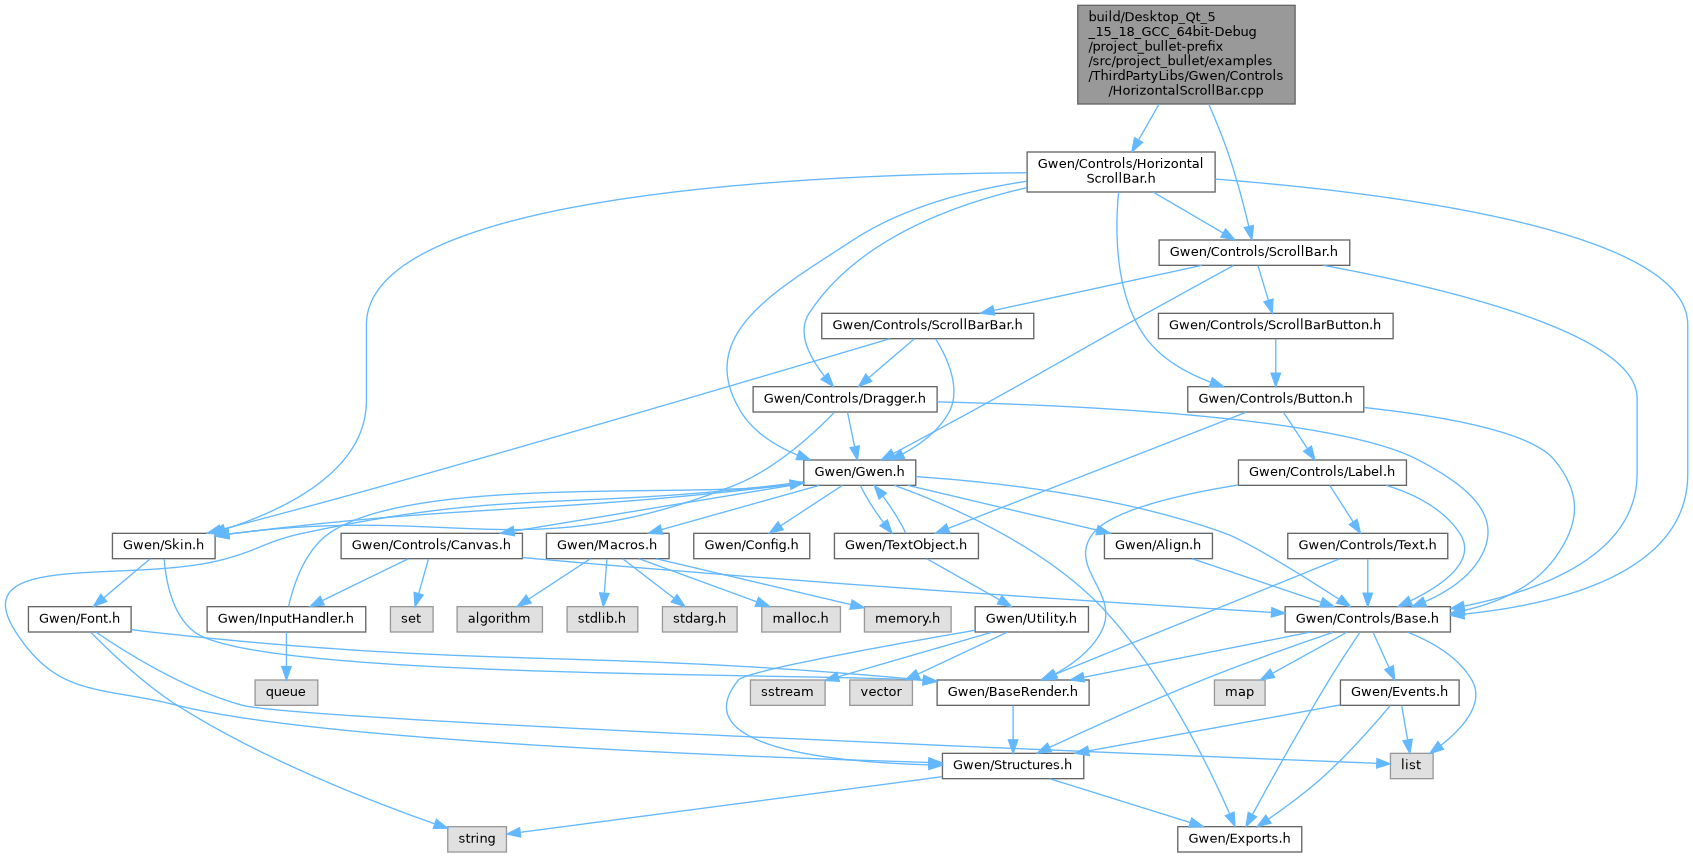 build/Desktop_Qt_5
_15_18_GCC_64bit-Debug
/project_bullet-prefix
/src/project_bullet/examples
/ThirdPartyLibs/Gwen/Controls
/HorizontalScrollBar.cpp
Gwen/Controls/Horizontal
ScrollBar.h
Gwen/Controls/ScrollBar.h
Gwen/Controls/ScrollBarBar.h
Gwen/Controls/ScrollBarButton.h
Gwen/Controls/Dragger.h
Gwen/Controls/Button.h
Gwen/Gwen.h
Gwen/Controls/Label.h
Gwen/Skin.h
Gwen/Controls/Canvas.h
Gwen/Macros.h
Gwen/Config.h
Gwen/TextObject.h
Gwen/Align.h
Gwen/Controls/Text.h
Gwen/Font.h
Gwen/InputHandler.h
set
algorithm
stdlib.h
stdarg.h
malloc.h
memory.h
Gwen/Utility.h
Gwen/Controls/Base.h
queue
sstream
vector
Gwen/BaseRender.h
map
Gwen/Events.h
Gwen/Structures.h
list
string
Gwen/Exports.h